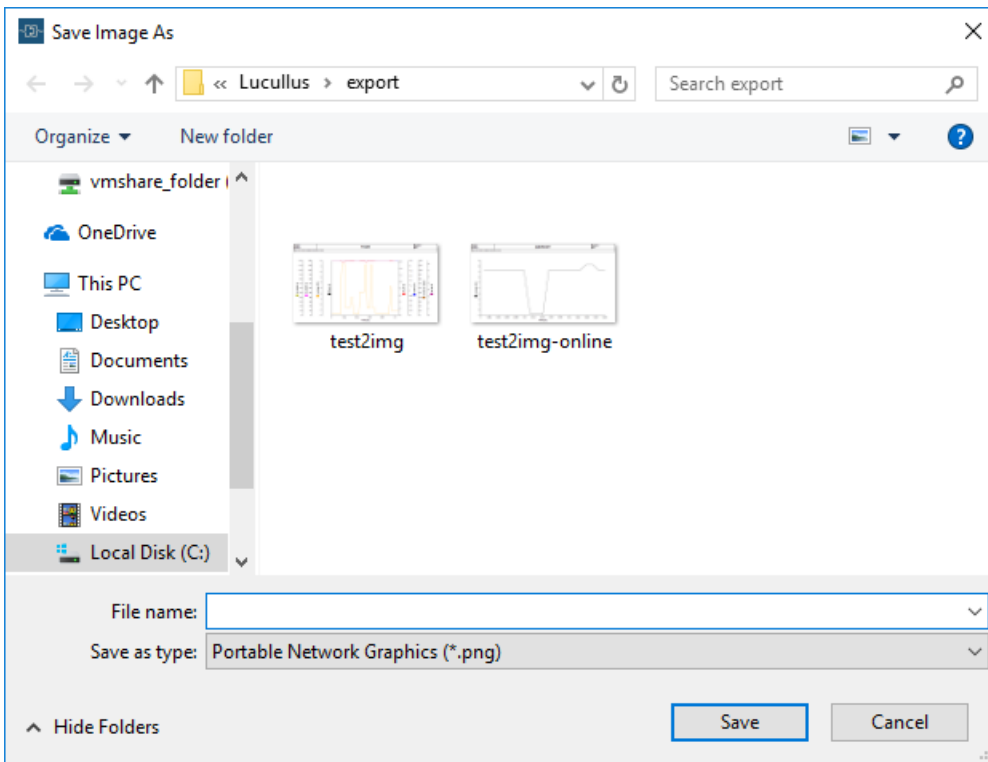 Save Image As
« Lucullus > export
Search export
Organize
New folder
?
vmshare_folder (
OneDrive
This PC
Desktop
Documents
Downloads
Music
Pictures
Videos
Local Disk (C:)
test2img
test2img-online
File name:
Save as type: Portable Network Graphics (*.png)
Hide Folders
Save
Cancel